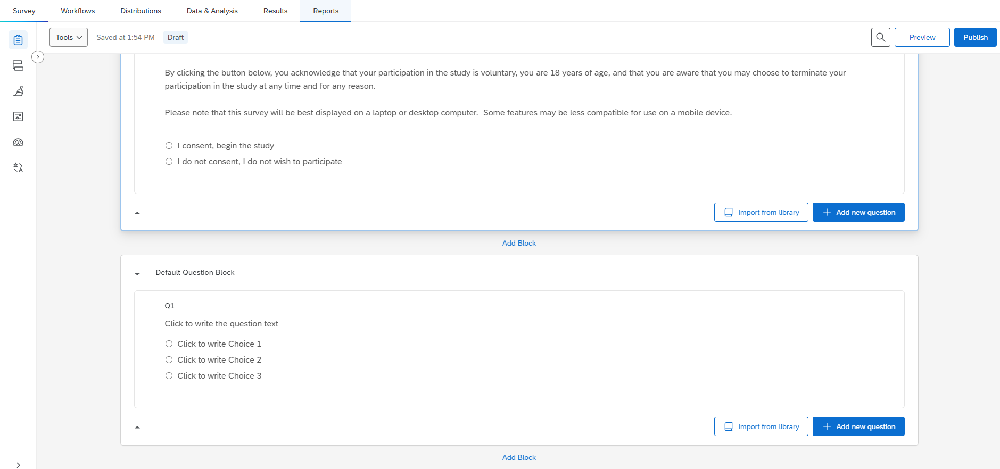 Survey Workflows Distributions Data & Analysis Results Reports
Tools Saved at 1:54 PM Draft Preview Publish
By clicking the button below, you acknowledge that your participation in the study is voluntary, you are 18 years of age, and that you are aware that you may choose to terminate your
participation in the study at any time and for any reason.
Please note that this survey will be best displayed on a laptop or desktop computer.  Some features may be less compatible for use on a mobile device.
I consent, begin the study
I do not consent, I do not wish to participate
Import from library Add new question
Add Block
Default Question Block
Q1
Click to write the question text
Click to write Choice 1
Click to write Choice 2
Click to write Choice 3
Import from library Add new question
Add Block